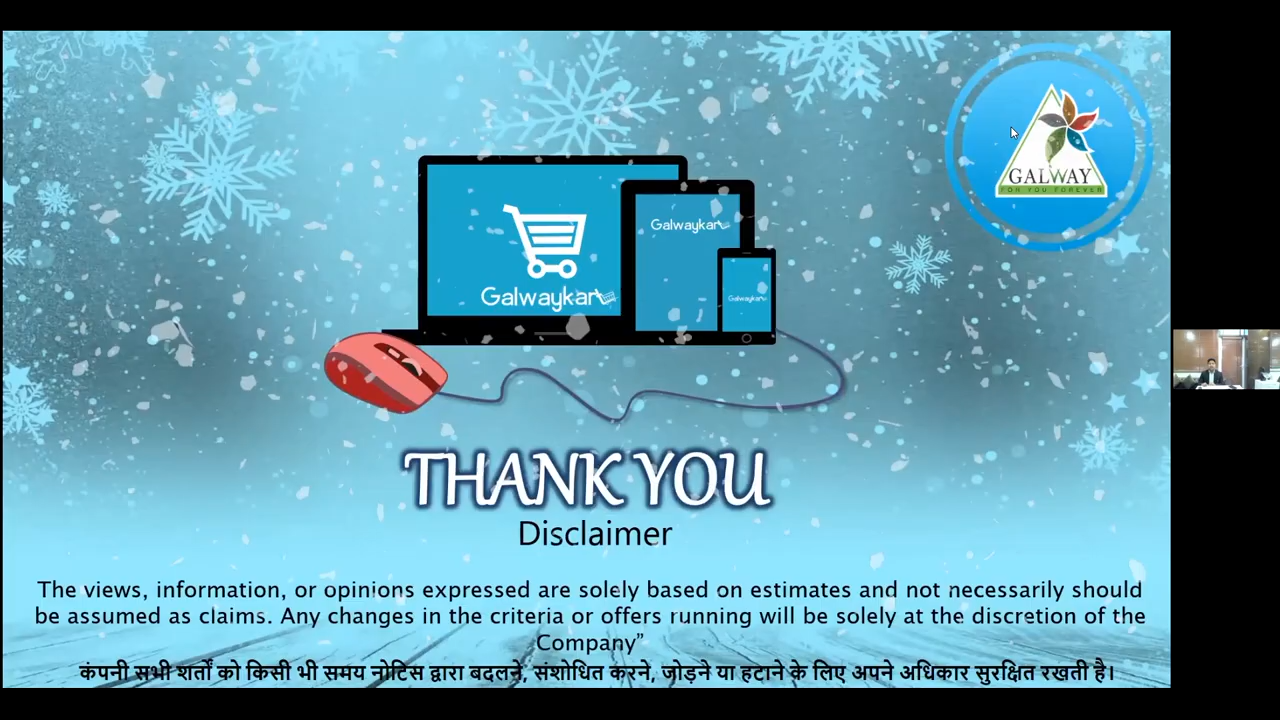 GALWAY
FOR YOU FOREVER
Galwaykart
Galwaykart
Galwaykart
THANK YOU
Disclaimer
The views, information, or opinions expressed are solely based on estimates and not necessarily should
be assumed as claims. Any changes in the criteria or offers running will be solely at the discretion of the
Company”
कंपनी सभी शर्तों को किसी भी समय नोटिस द्वारा बदलने, संशोधित करने, जोड़ने या हटाने के लिए अपने अधिकार सुरक्षित रखती है।